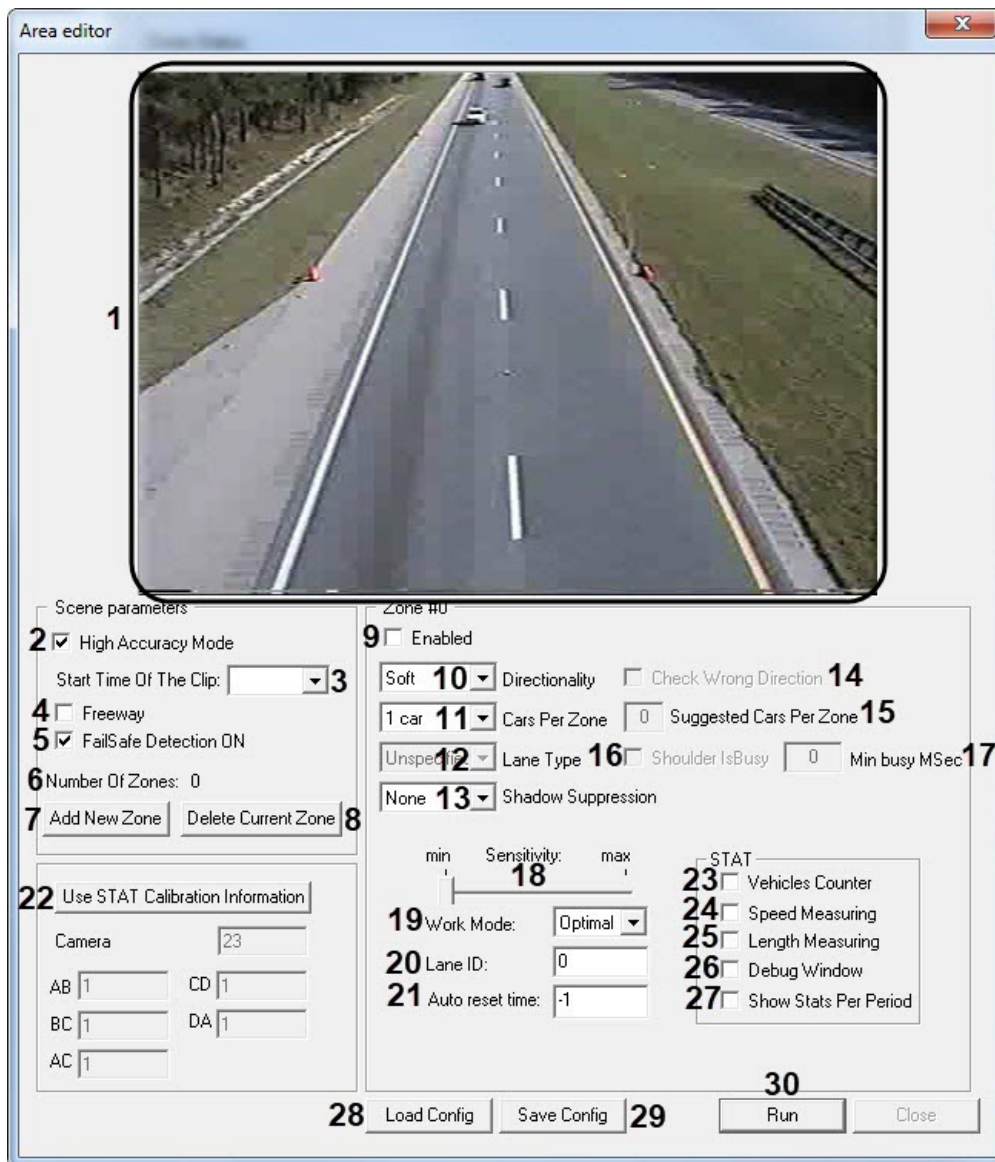 Area editor
X
1
Scene parameters
2 High Accuracy Mode
Start Time Of The Clip: 3
4 Freeway
5 FailSafe Detection ON
6 Number Of Zones: 0
7 Add New Zone Delete Current Zone 8
22 Use STAT Calibration Information
Camera 23
AB 1 CD 1
BC 1 DA 1
AC 1
Zone #0
9 Enabled
Soft 10 Directionality Check Wrong Direction 14
1 car 11 Cars Per Zone 0 Suggested Cars Per Zone 15
12 Lane Type 16 Shoulder IsBusy 0 Min busy MSec 17
None 13 Shadow Suppression
min Sensitivity: max
18
19 Work Mode: Optimal
20 Lane ID: 0
21 Auto reset time: -1
STAT
23 Vehicles Counter
24 Speed Measuring
25 Length Measuring
26 Debug Window
27 Show Stats Per Period
28 Load Config Save Config 29
30
Run Close